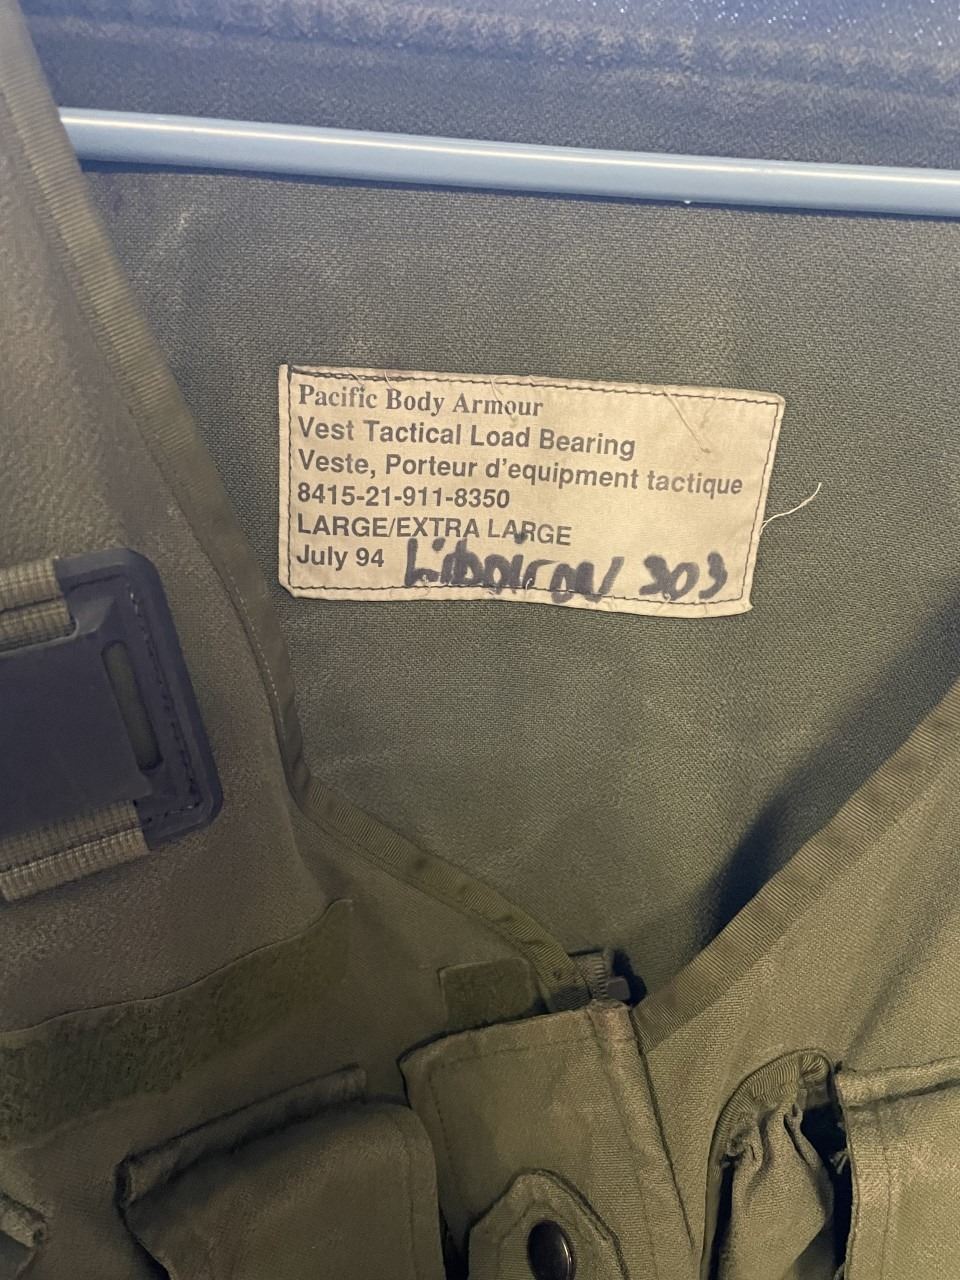 Pacific Body Armour
Vest Tactical Load Bearing
Veste, Porteur d'equipment tactique
8415-21-911-8350
LARGE/EXTRA LARGE
July 94 303